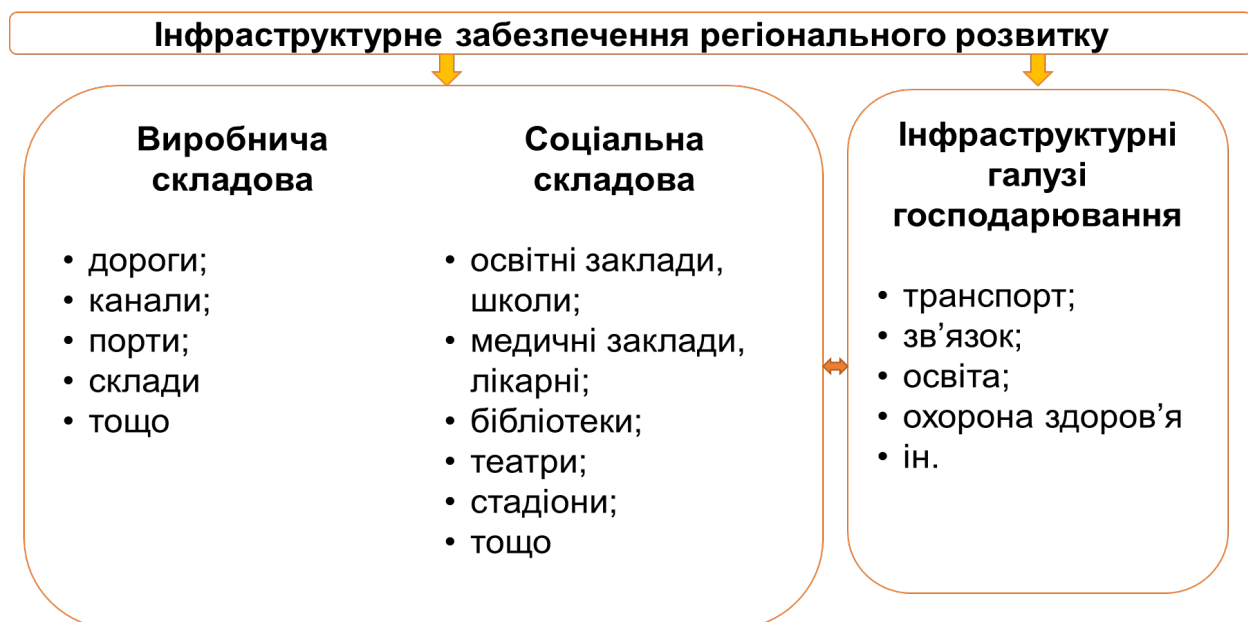 Інфраструктурне забезпечення регіонального розвитку
Виробнича
складова
• дороги;
• канали;
• порти;
• склади
• тощо
Соціальна
складова
• освітні заклади,
школи;
• медичні заклади,
лікарні;
• бібліотеки;
• театри;
• стадіони;
• тощо
Інфраструктурні
галузі
господарювання
• транспорт;
• зв’язок;
• освіта;
• охорона здоров’я
• ін.